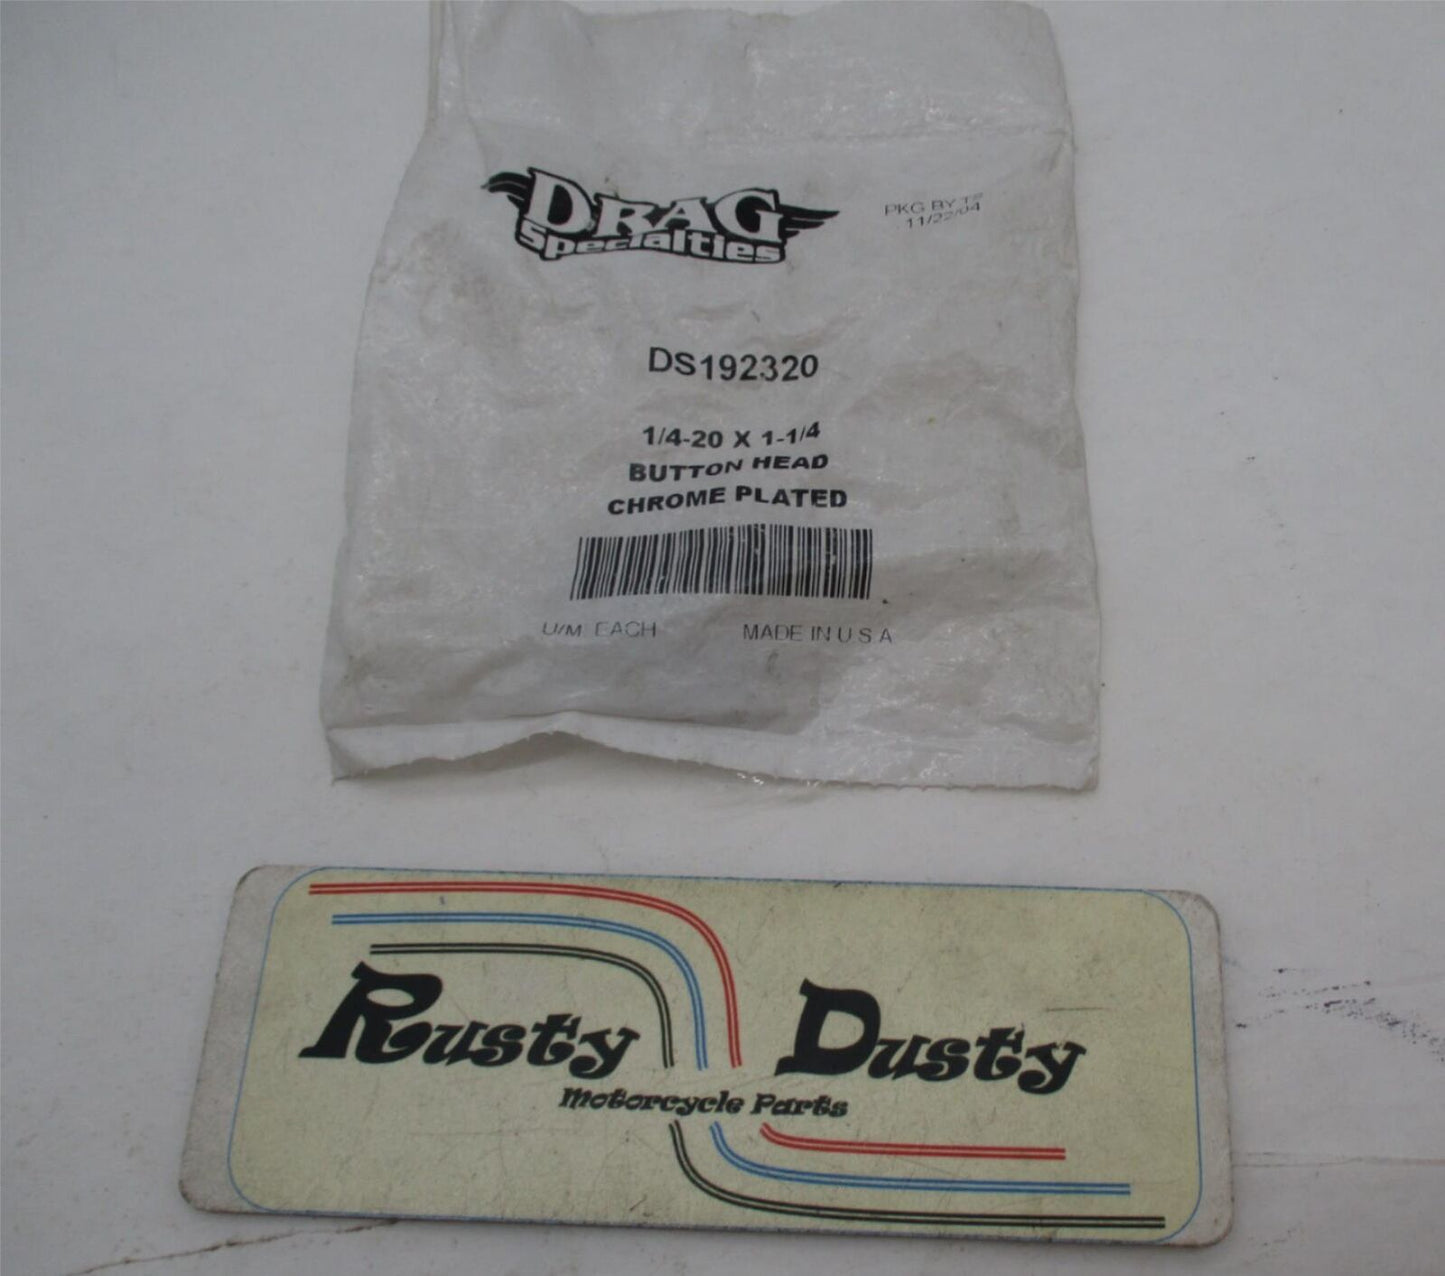 DRAG
Specialties
PKG BY TF
11/22/04
DS192320
1/4-20 X 1-1/4
BUTTON HEAD
CHROME PLATED
U/M: EACH
MADE IN U S A
Rusty Dusty
Motorcycle Parts